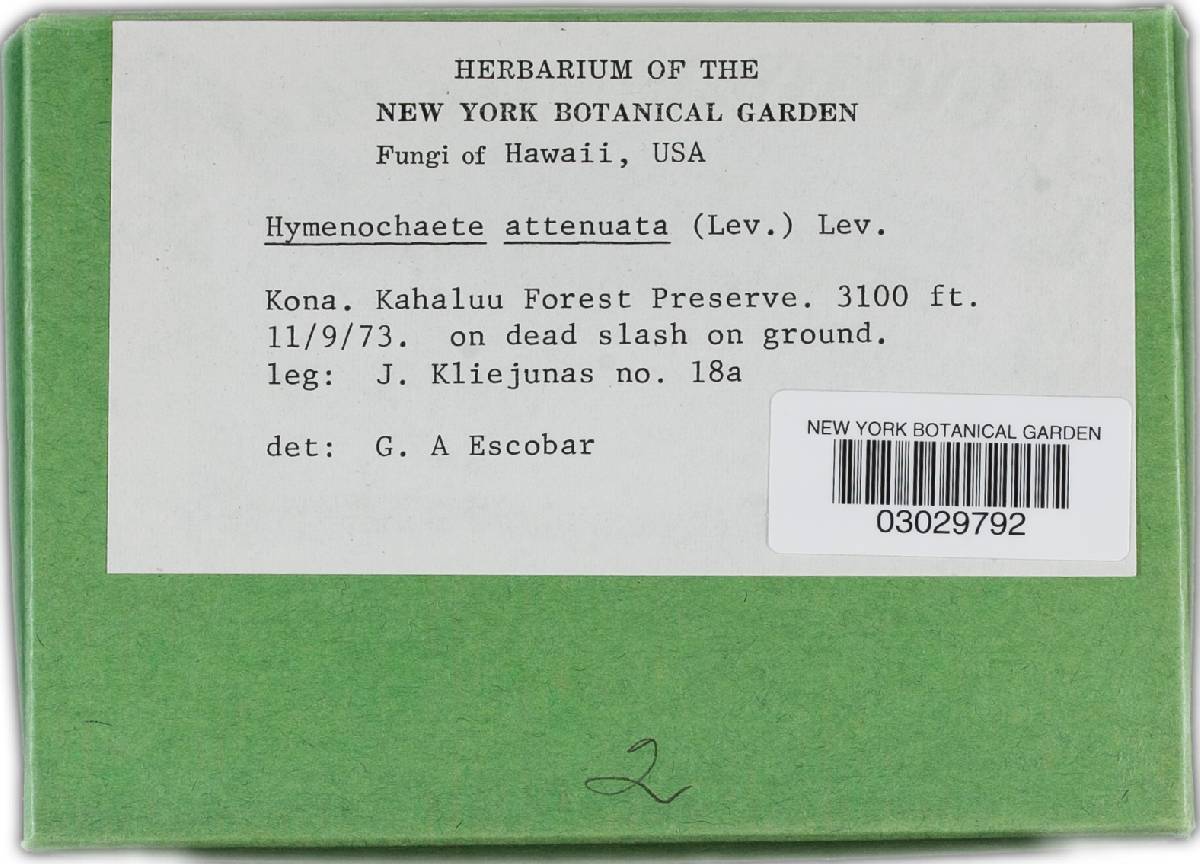 HERBARIUM OF THE
NEW YORK BOTANICAL GARDEN
Fungi of Hawaii, USA
Hymenochaete attenuata (Lev.) Lev.
Kona. Kahaluu Forest Preserve. 3100 ft.
11/9/73. on dead slash on ground.
leg: J. Kliejunas no. 18a
det: G. A Escobar
NEW YORK BOTANICAL GARDEN
03029792
2